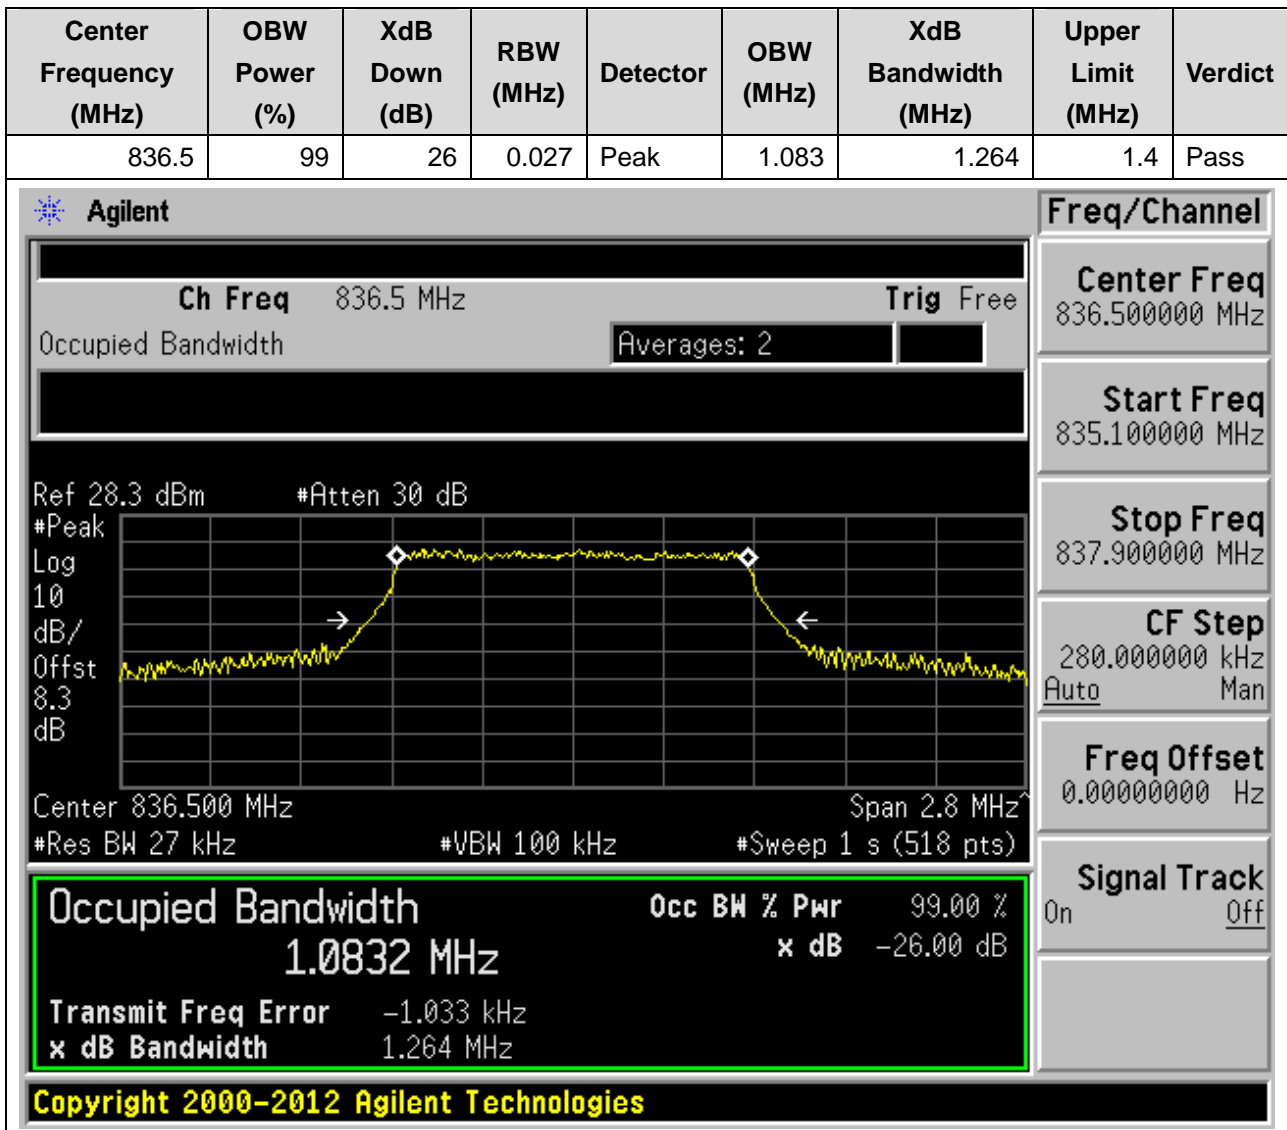 Center Frequency (MHz) OBW Power (%) XdB Down (dB) RBW (MHz) Detector OBW (MHz) XdB Bandwidth (MHz) Upper Limit (MHz) Verdict
836.5 99 26 0.027 Peak 1.083 1.264 1.4 Pass
Agilent
Freq/Channel
Ch Freq 836.5 MHz Trig Free
Occupied Bandwidth Averages: 2
Center Freq
836.500000 MHz
Start Freq
835.100000 MHz
Stop Freq
837.900000 MHz
CF Step
280.000000 kHz
Auto Man
Freq Offset
0.00000000 Hz
Signal Track
On Off
Ref 28.3 dBm #Atten 30 dB
#Peak
Log
10
dB/
Offst
8.3
dB
Center 836.500 MHz Span 2.8 MHz^
#Res BW 27 kHz #VBW 100 kHz #Sweep 1 s (518 pts)
Occupied Bandwidth Occ BW % Pwr 99.00 %
1.0832 MHz x dB -26.00 dB
Transmit Freq Error -1.033 kHz
x dB Bandwidth 1.264 MHz
Copyright 2000-2012 Agilent Technologies